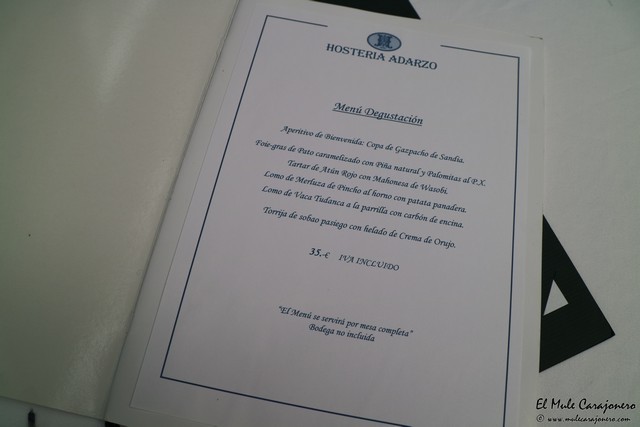 HOSTERIA ADARZO
Menú Degustación
Aperitivo de Bienvenida: Copa de Gazpacho de Sandía.
Foie-gras de Pato caramelizado con Piña natural y Palomitas al P.X.
Tartar de Atún Rojo con Mahonesa de Wasobi.
Lomo de Merluza de Pincho al horno con patata panadera.
Lomo de Vaca Tudanca a la parrilla con carbón de encina.
Torrija de sobao pasiego con helado de Crema de Orujo.
35.-€ IVA INCLUIDO
"El Menú se servirá por mesa completa"
Bodega no incluida
El Mule Carajonero
© www.mulecarajonero.com